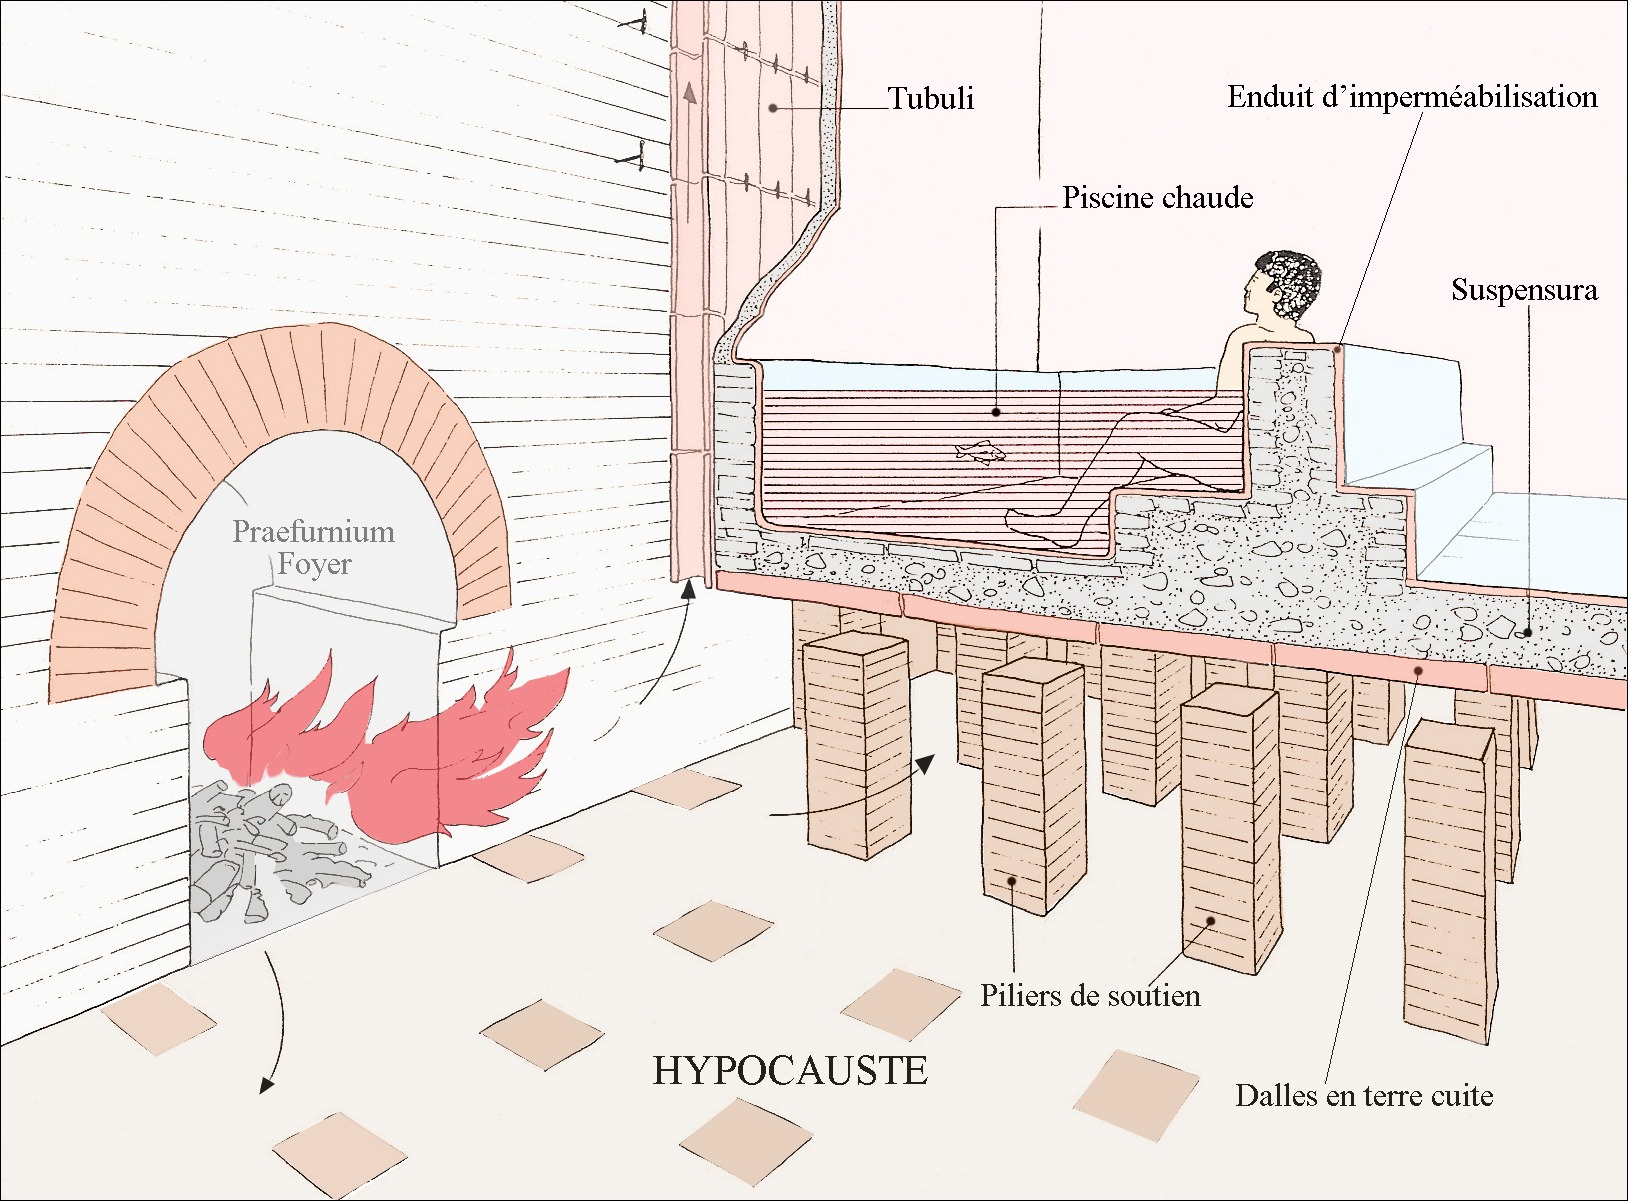 Tubuli
Enduit d’imperméabilisation
Piscine chaude
Suspensura
Praefurnium
Foyer
Piliers de soutien
HYPOCAUSTE
Dalles en terre cuite